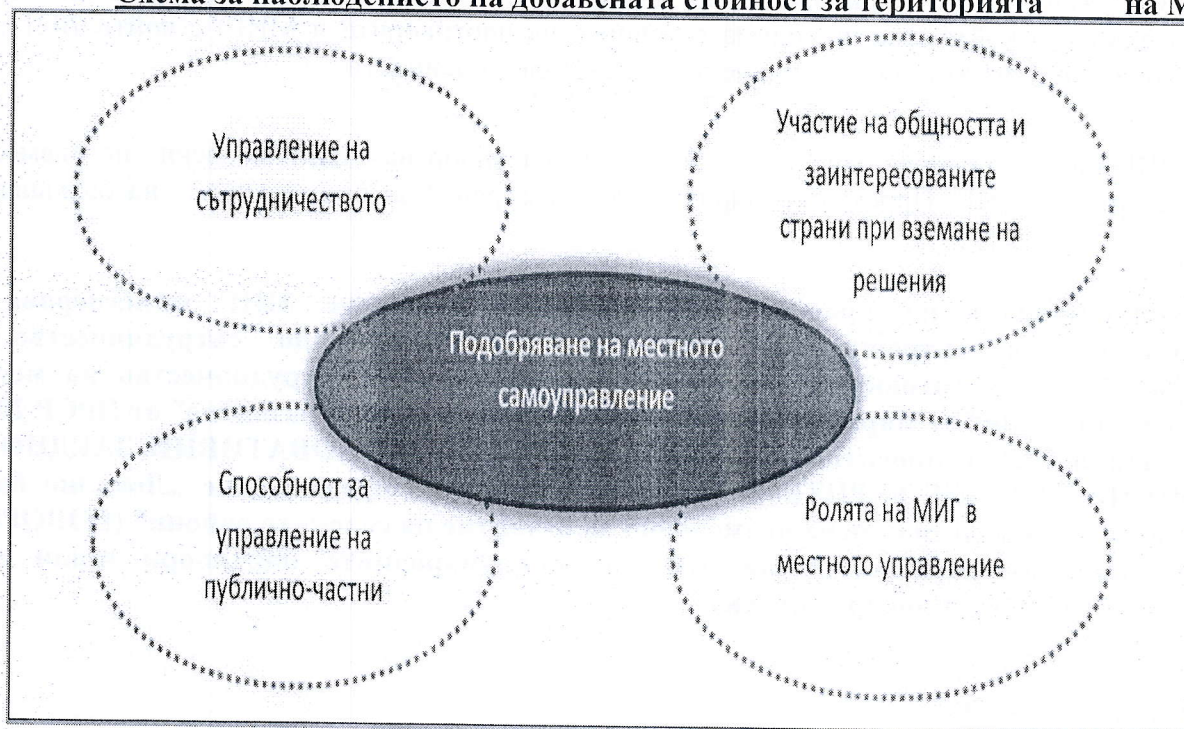 Схема за наблюдението на добавената стойност за територията на М
Управление на
сътрудничеството
Участие на общността и
заинтересованите
страни при вземане на
решения
Подобряване на местното
самоуправление
Способност за
управление на
публично-частни
Ролята на МИГ в
местното управление